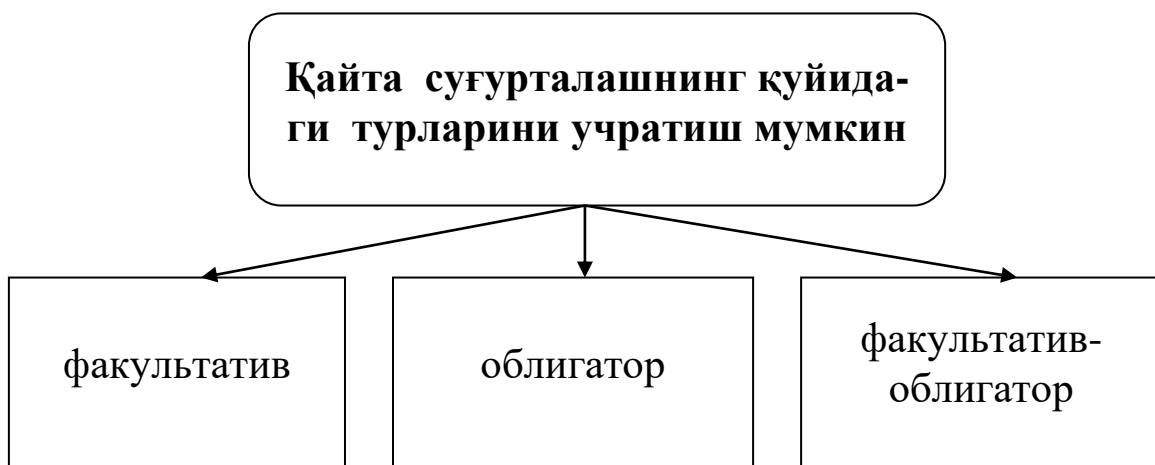 Қайта суғурталашнинг қуйида-
ги турларини учратиш мумкин
факультатив
облигатор
факультатив-
облигатор